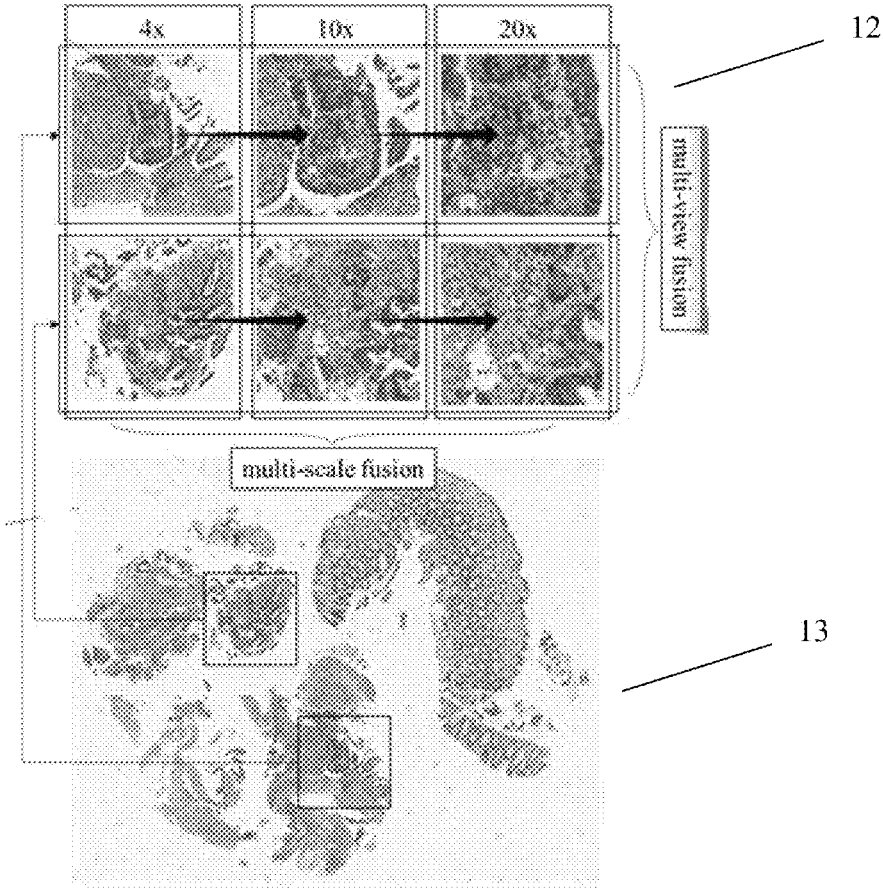 4x 10x 20x
12
multi-view fusion
multi-scale fusion
13